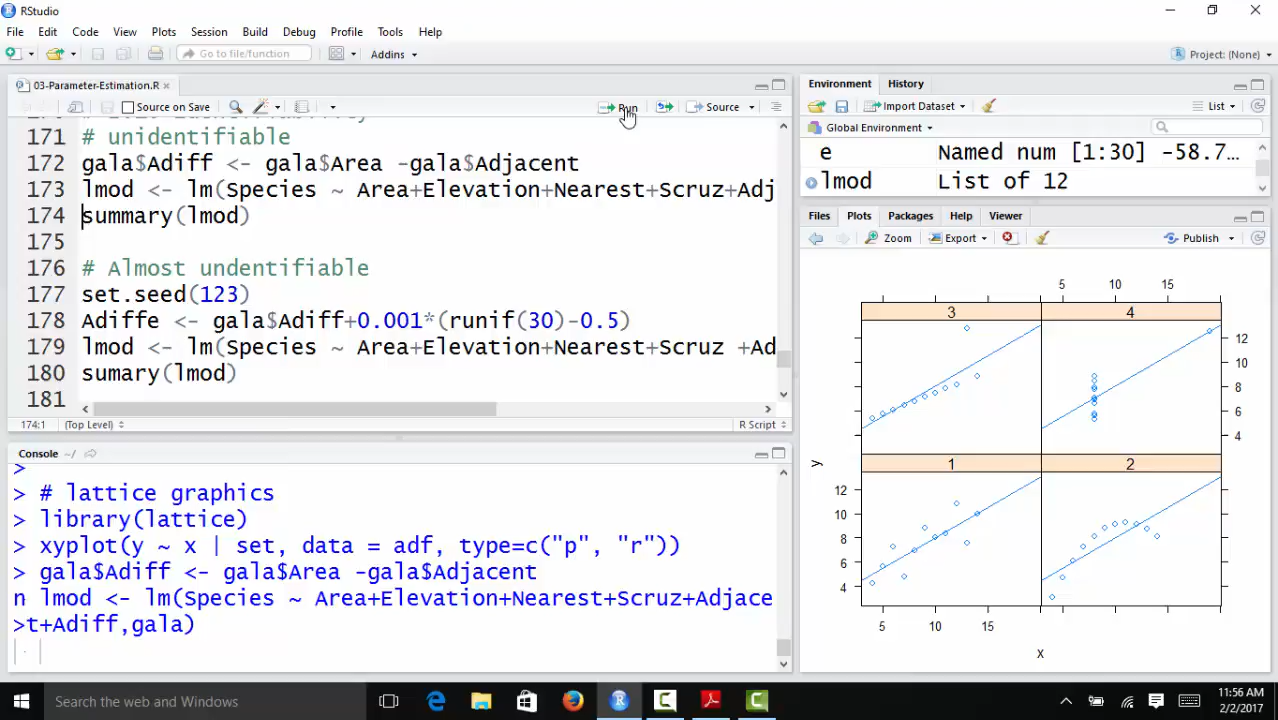 RStudio
File Edit Code View Plots Session Build Debug Profile Tools Help
Go to file/function Addins Project: (None)
03-Parameter-Estimation.R
Source on Save Run Source
171 # unidentifiable
172 gala$Adiff <- gala$Area -gala$Adjacent
173 lmod <- lm(Species ~ Area+Elevation+Nearest+Scruz+Adj
174 summary(lmod)
175
176 # Almost undentifiable
177 set.seed(123)
178 Adiffe <- gala$Adiff+0.001*(runif(30)-0.5)
179 lmod <- lm(Species ~ Area+Elevation+Nearest+Scruz +Ad
180 sumary(lmod)
181
174:1 (Top Level) R Script
Console ~/
>
> # lattice graphics
> library(lattice)
> xyplot(y ~ x | set, data = adf, type=c("p", "r"))
> gala$Adiff <- gala$Area -gala$Adjacent
n lmod <- lm(Species ~ Area+Elevation+Nearest+Scruz+Adjace
>t+Adiff,gala)
Environment History
Import Dataset List
Global Environment
e Named num [1:30] -58.7...
lmod List of 12
Files Plots Packages Help Viewer
Zoom Export Publish
5 10 15
3 4
12
10
8
6
4
1 2
12
10
8
6
4
5 10 15
y
x
Search the web and Windows
11:56 AM
2/2/2017